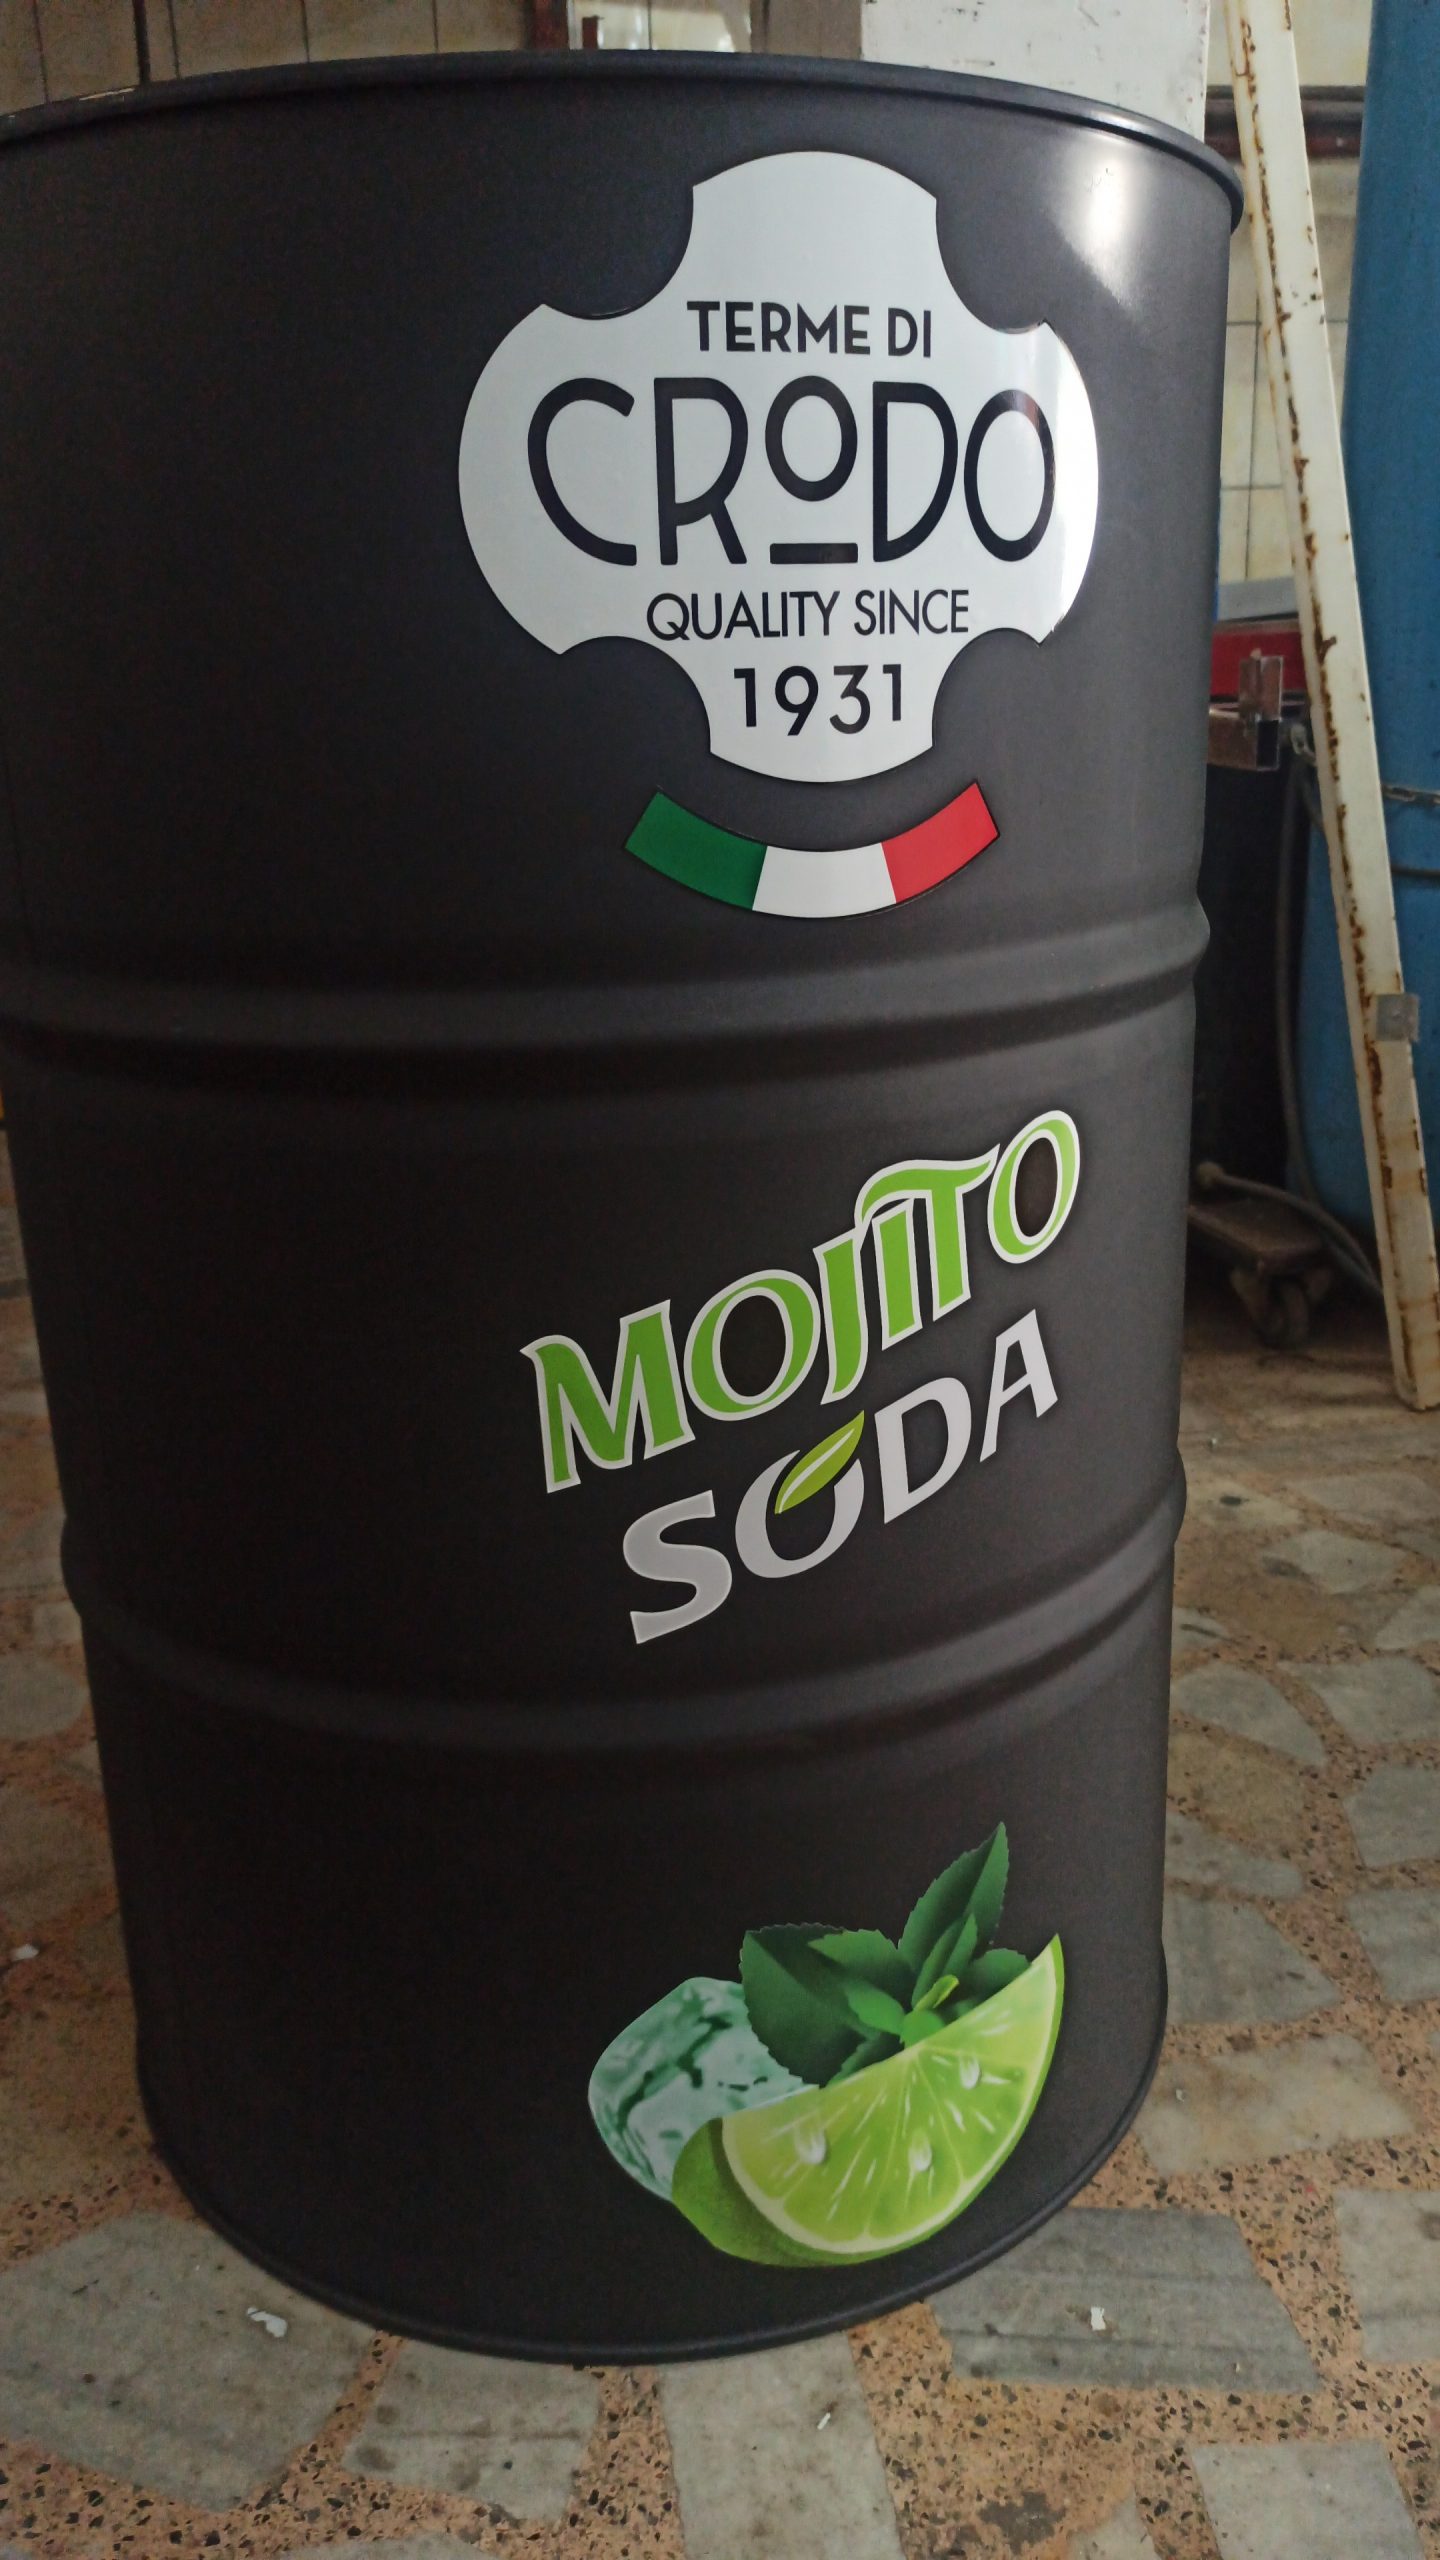 TERME DI
CRODO
QUALITY SINCE
1931
MOJITO
SODA